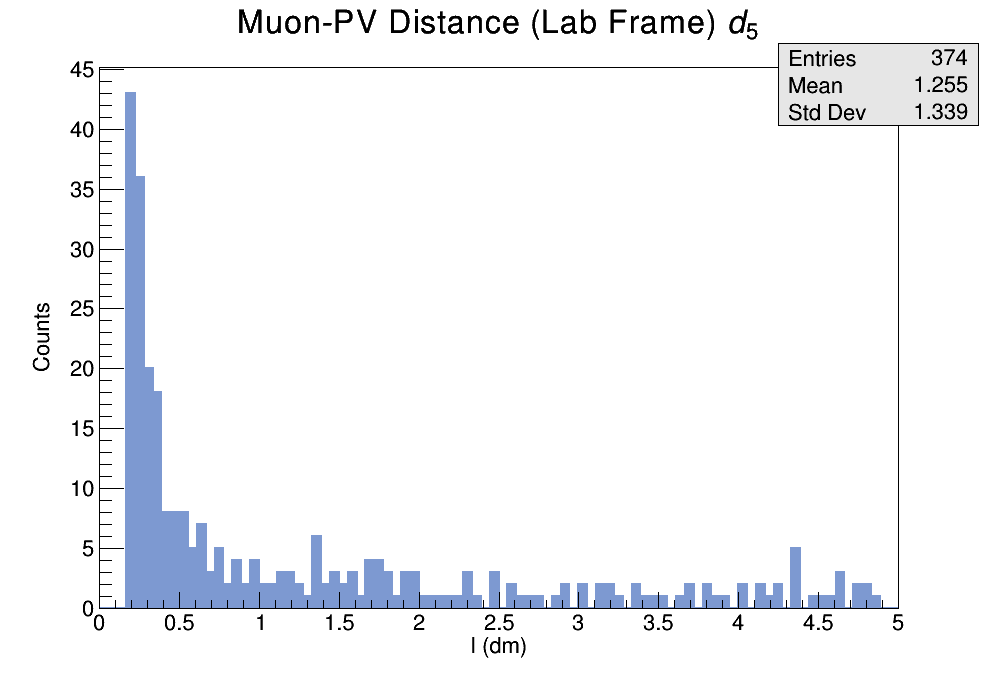 Muon-PV Distance (Lab Frame) d5
Entries 374
Mean 1.255
Std Dev 1.339
45
40
35
30
25
20
15
10
5
0
Counts
0 0.5 1 1.5 2 2.5 3 3.5 4 4.5 5
l (dm)